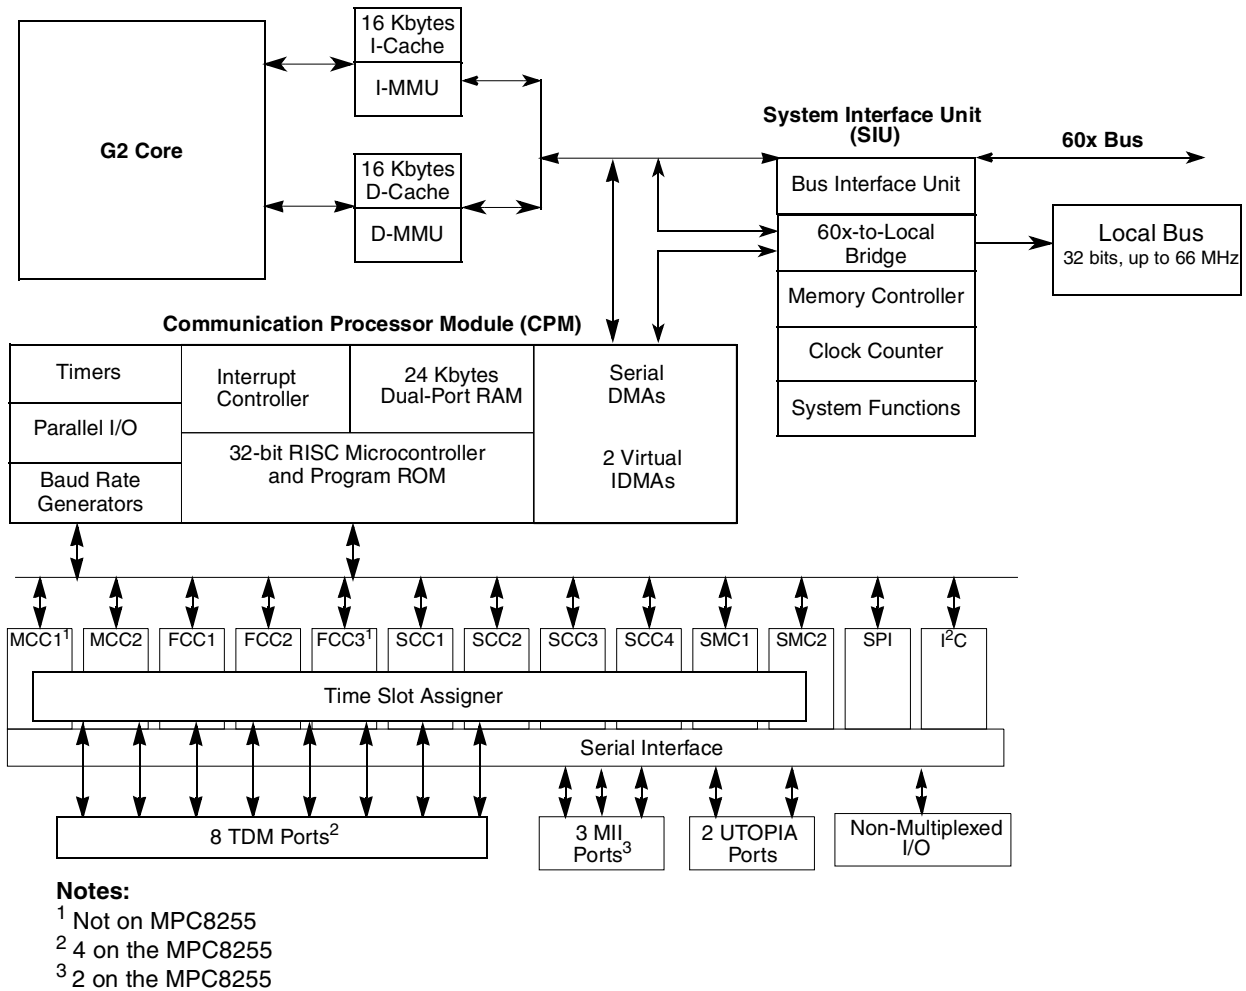 G2 Core
16 Kbytes
I-Cache
I-MMU
16 Kbytes
D-Cache
D-MMU
System Interface Unit
(SIU)
60x Bus
Bus Interface Unit
60x-to-Local
Bridge
Memory Controller
Clock Counter
System Functions
Local Bus
32 bits, up to 66 MHz
Communication Processor Module (CPM)
Timers
Parallel I/O
Baud Rate
Generators
Interrupt
Controller
24 Kbytes
Dual-Port RAM
32-bit RISC Microcontroller
and Program ROM
Serial
DMAs
2 Virtual
IDMAs
MCC1¹ MCC2 FCC1 FCC2 FCC3¹ SCC1 SCC2 SCC3 SCC4 SMC1 SMC2 SPI I²C
Time Slot Assigner
Serial Interface
8 TDM Ports²
3 MII
Ports³
2 UTOPIA
Ports
Non-Multiplexed
I/O
Notes:
¹ Not on MPC8255
² 4 on the MPC8255
³ 2 on the MPC8255